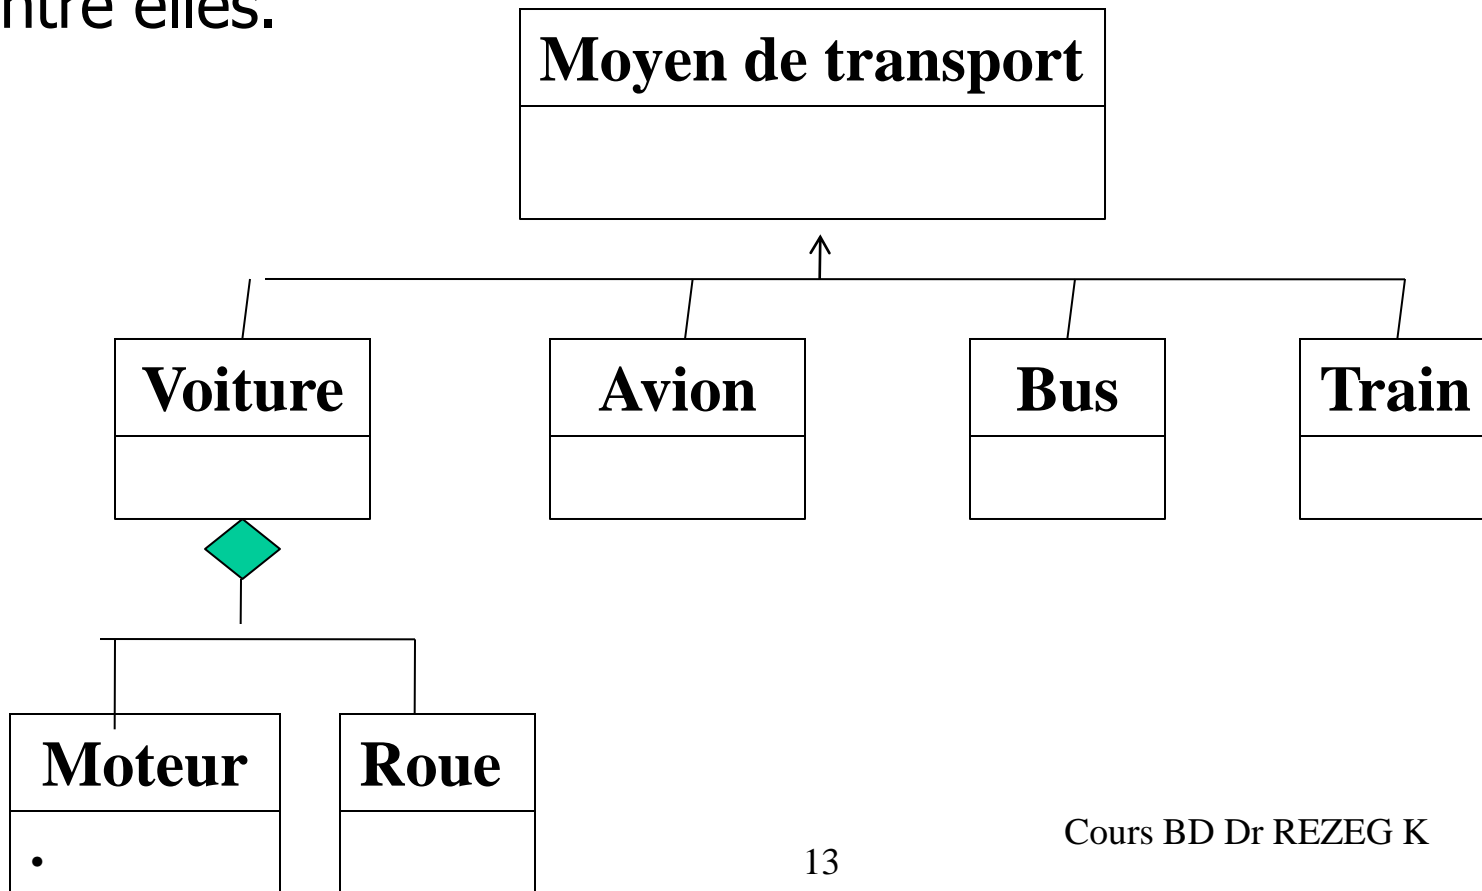 ntre elles.
Moyen de transport
Voiture Avion Bus Train
Moteur Roue
•
13
Cours BD Dr REZEG K